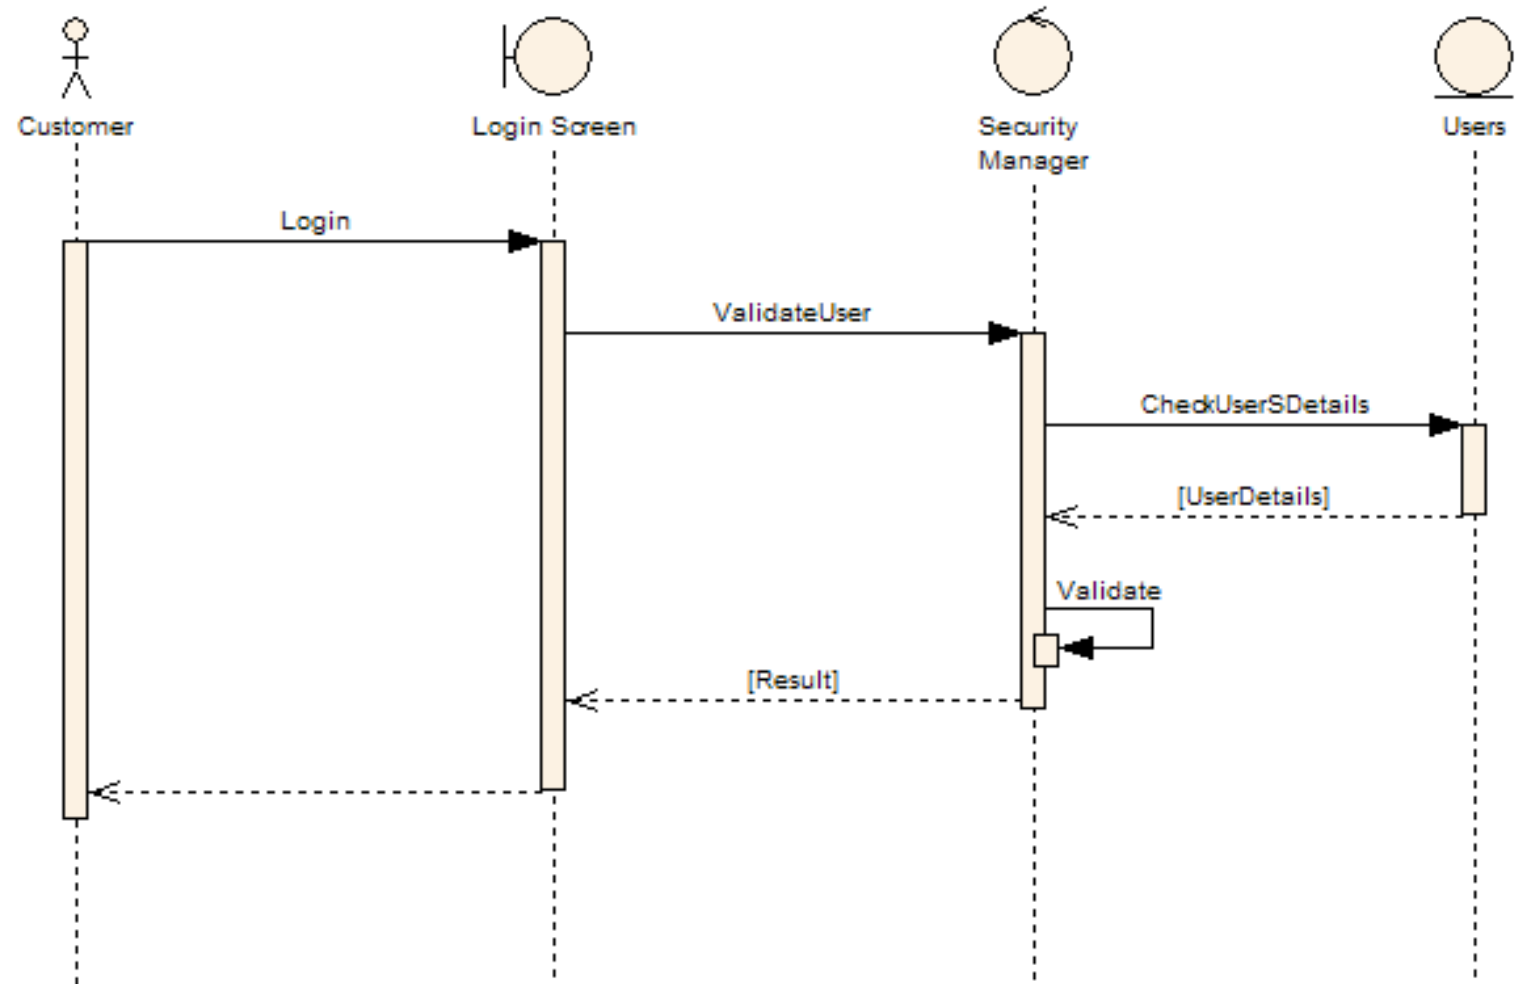 Customer
Login Screen
Security
Manager
Users
Login
ValidateUser
CheckUserSDetails
[UserDetails]
Validate
[Result]